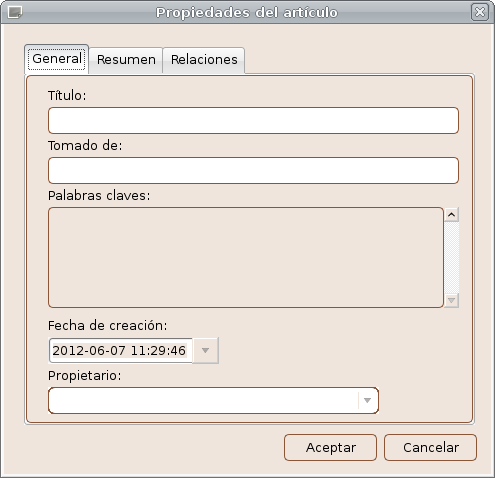 Propiedades del artículo
General Resumen Relaciones
Título:
Tomado de:
Palabras claves:
Fecha de creación:
2012-06-07 11:29:46
Propietario:
Aceptar Cancelar